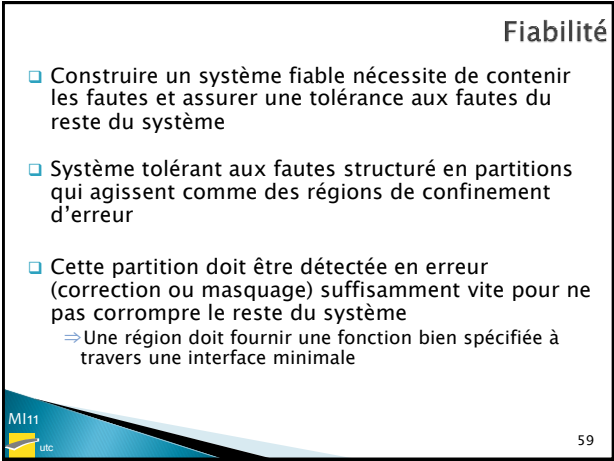 Fiabilité
❑ Construire un système fiable nécessite de contenir
les fautes et assurer une tolérance aux fautes du
reste du système
❑ Système tolérant aux fautes structuré en partitions
qui agissent comme des régions de confinement
d’erreur
❑ Cette partition doit être détectée en erreur
(correction ou masquage) suffisamment vite pour ne
pas corrompre le reste du système
⇒Une région doit fournir une fonction bien spécifiée à
travers une interface minimale
MI11
utc
59